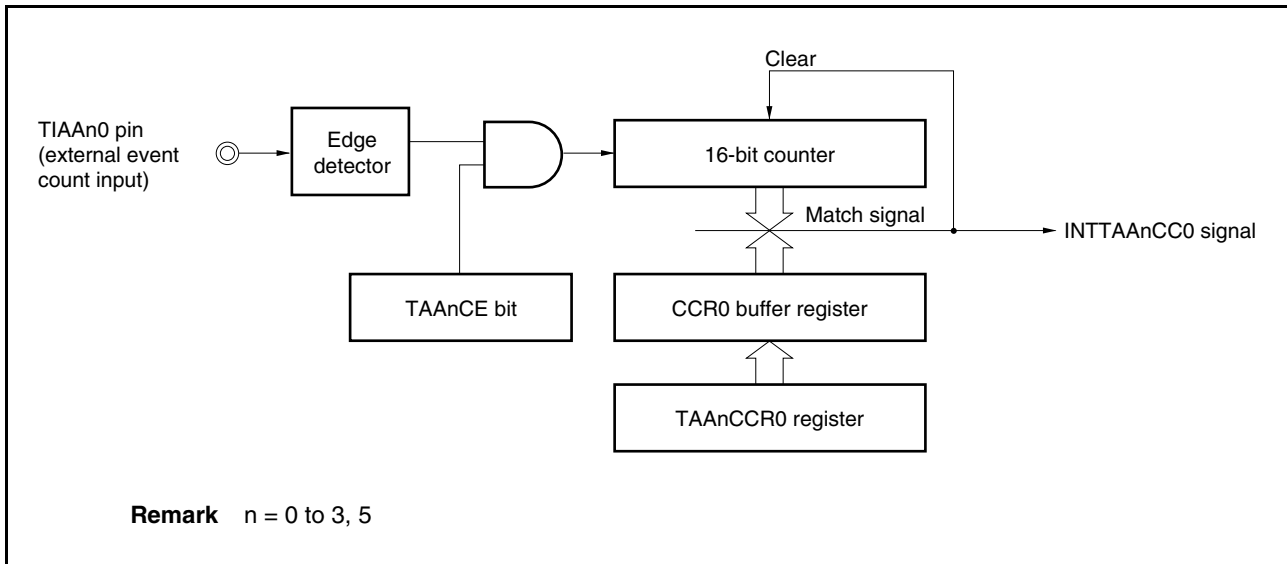 Clear
TIAAn0 pin
(external event
count input)
Edge
detector
16-bit counter
Match signal
INTTAAnCC0 signal
TAAnCE bit
CCR0 buffer register
TAAnCCR0 register
Remark n = 0 to 3, 5